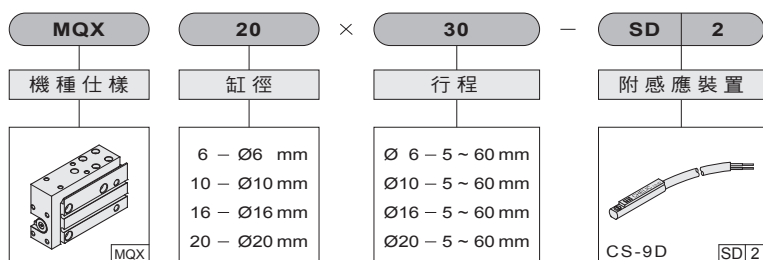 MQX 20 × 30 － SD 2
機種仕樣 缸徑 行程 附感應裝置
6 － Ø6 mm
10 － Ø10 mm
16 － Ø16 mm
20 － Ø20 mm
Ø 6 － 5 ~ 60 mm
Ø10 － 5 ~ 60 mm
Ø16 － 5 ~ 60 mm
Ø20 － 5 ~ 60 mm
MQX
CS-9D SD 2